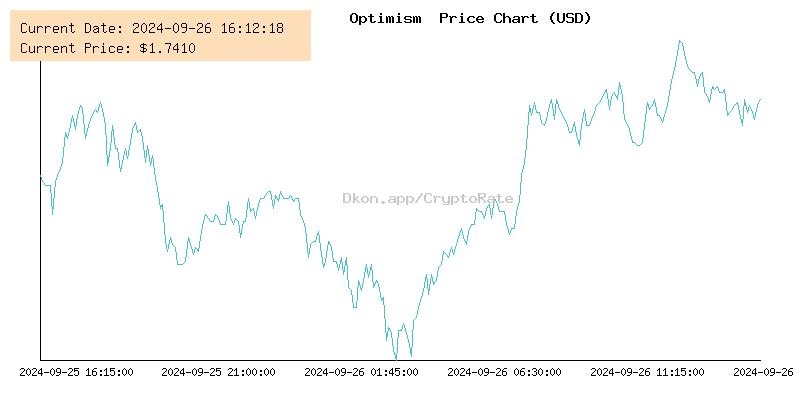 Optimism Price Chart (USD)
Current Date: 2024-09-26 16:12:18
Current Price: $1.7410
Dkon.app/CryptoRate
2024-09-25 16:15:00 2024-09-25 21:00:00 2024-09-26 01:45:00 2024-09-26 06:30:00 2024-09-26 11:15:00 2024-09-26